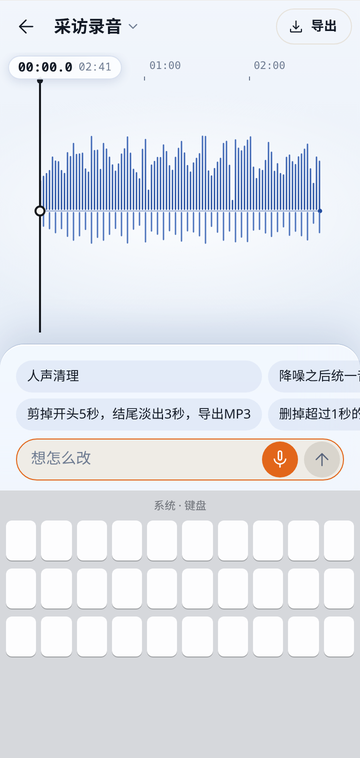 采访录音
导出
00:00.0 02:41
01:00
02:00
人声清理
降噪之后统一
剪掉开头5秒，结尾淡出3秒，导出MP3
删掉超过1秒的
想怎么改
系统 · 键盘